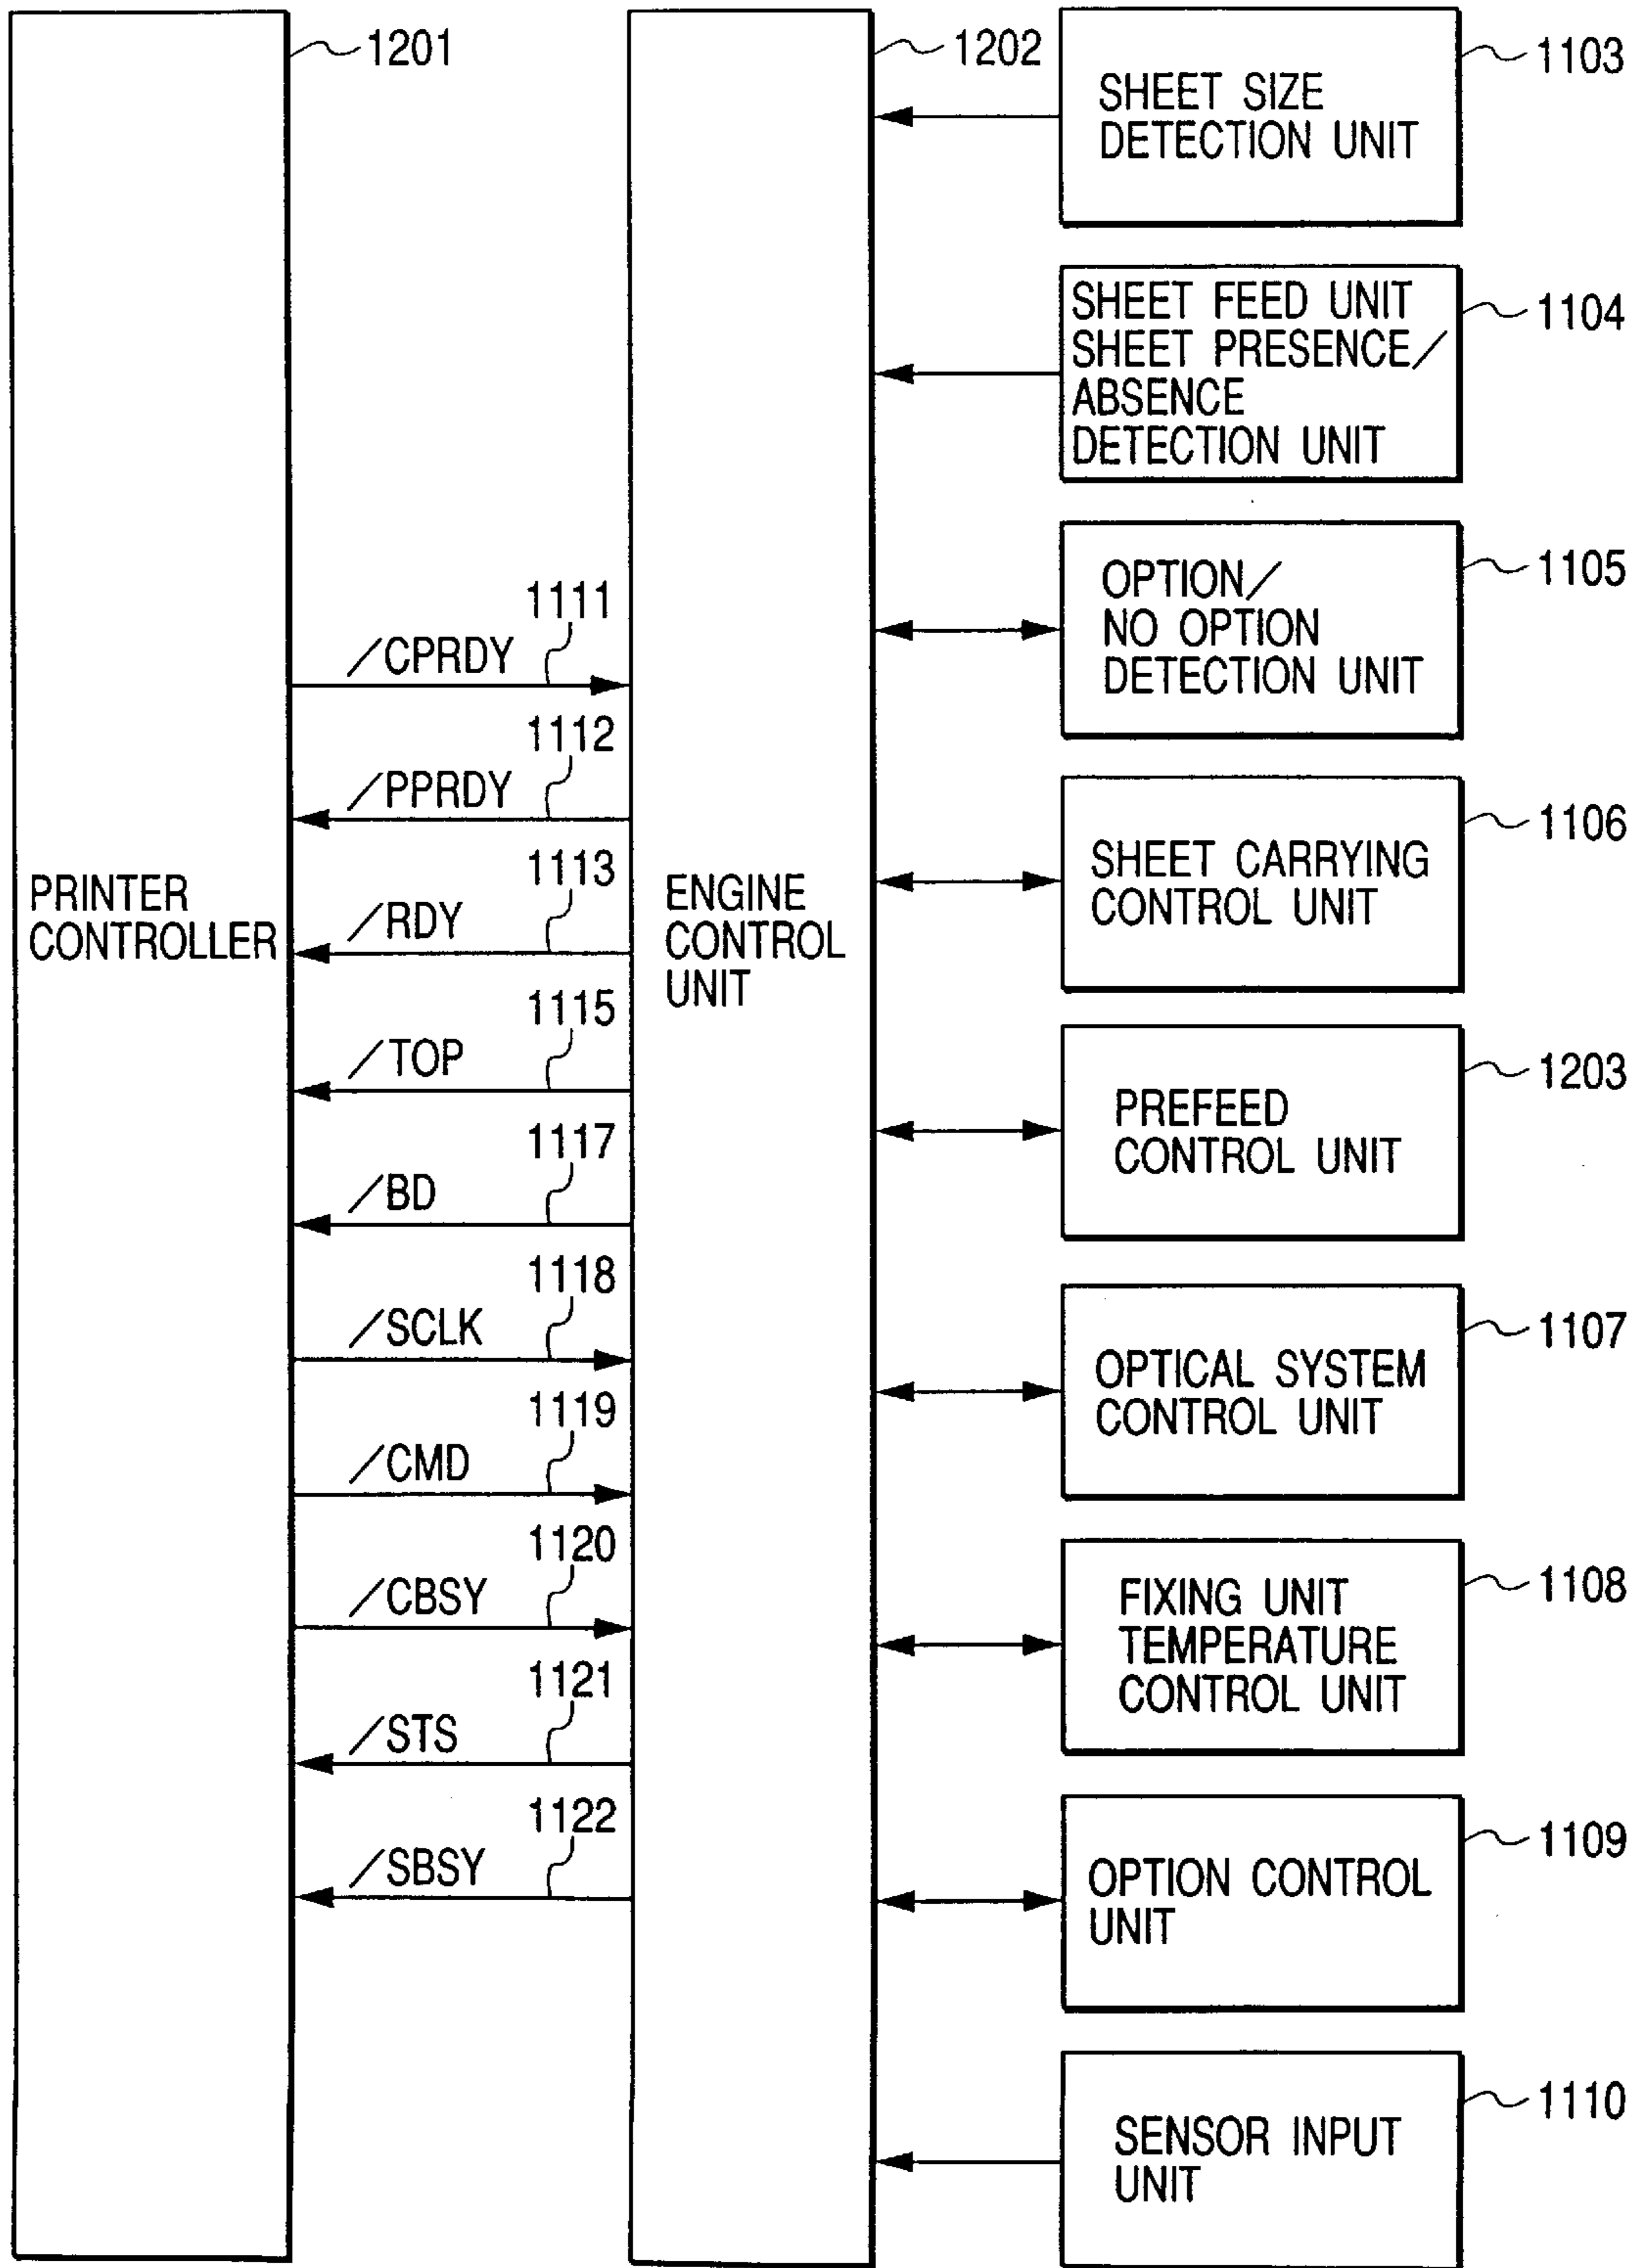 1201
1202
1103
SHEET SIZE
DETECTION UNIT
SHEET FEED UNIT
SHEET PRESENCE/
ABSENCE
DETECTION UNIT
1104
OPTION/
NO OPTION
DETECTION UNIT
1105
/CPRDY
1111
/PPRDY
1112
/RDY
1113
/TOP
1115
/BD
1117
/SCLK
1118
/CMD
1119
/CBSY
1120
/STS
1121
/SBSY
1122
PRINTER
CONTROLLER
ENGINE
CONTROL
UNIT
SHEET CARRYING
CONTROL UNIT
1106
PREFEED
CONTROL UNIT
1203
OPTICAL SYSTEM
CONTROL UNIT
1107
FIXING UNIT
TEMPERATURE
CONTROL UNIT
1108
OPTION CONTROL
UNIT
1109
SENSOR INPUT
UNIT
1110